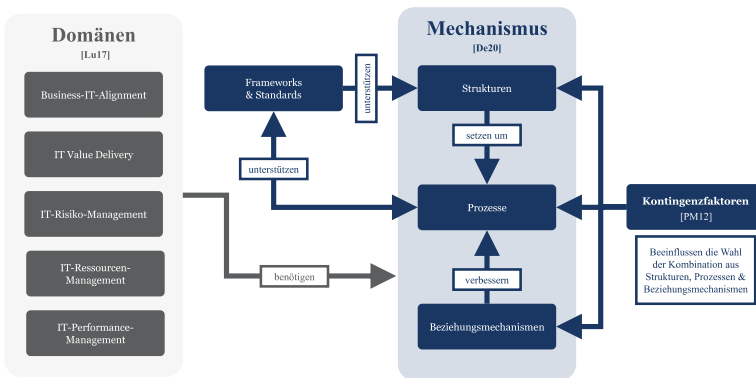 Domänen
[Lu17]
Business-IT-Alignment
IT Value Delivery
IT-Risiko-Management
IT-Ressourcen-
Management
IT-Performance-
Management
benötigen
Frameworks
& Standards
unterstützen
unterstützen
Mechanismus
[De20]
Strukturen
setzen um
Prozesse
verbessern
Beziehungsmechanismen
Kontingenzfaktoren
[PM12]
Beeinflussen die Wahl
der Kombination aus
Strukturen, Prozessen &
Beziehungsmechanismen